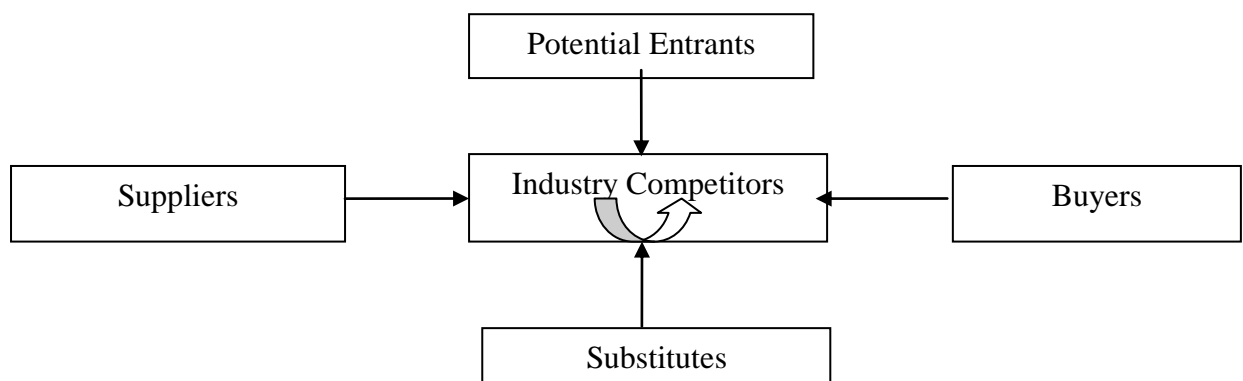 Potential Entrants
Suppliers
Industry Competitors
Buyers
Substitutes